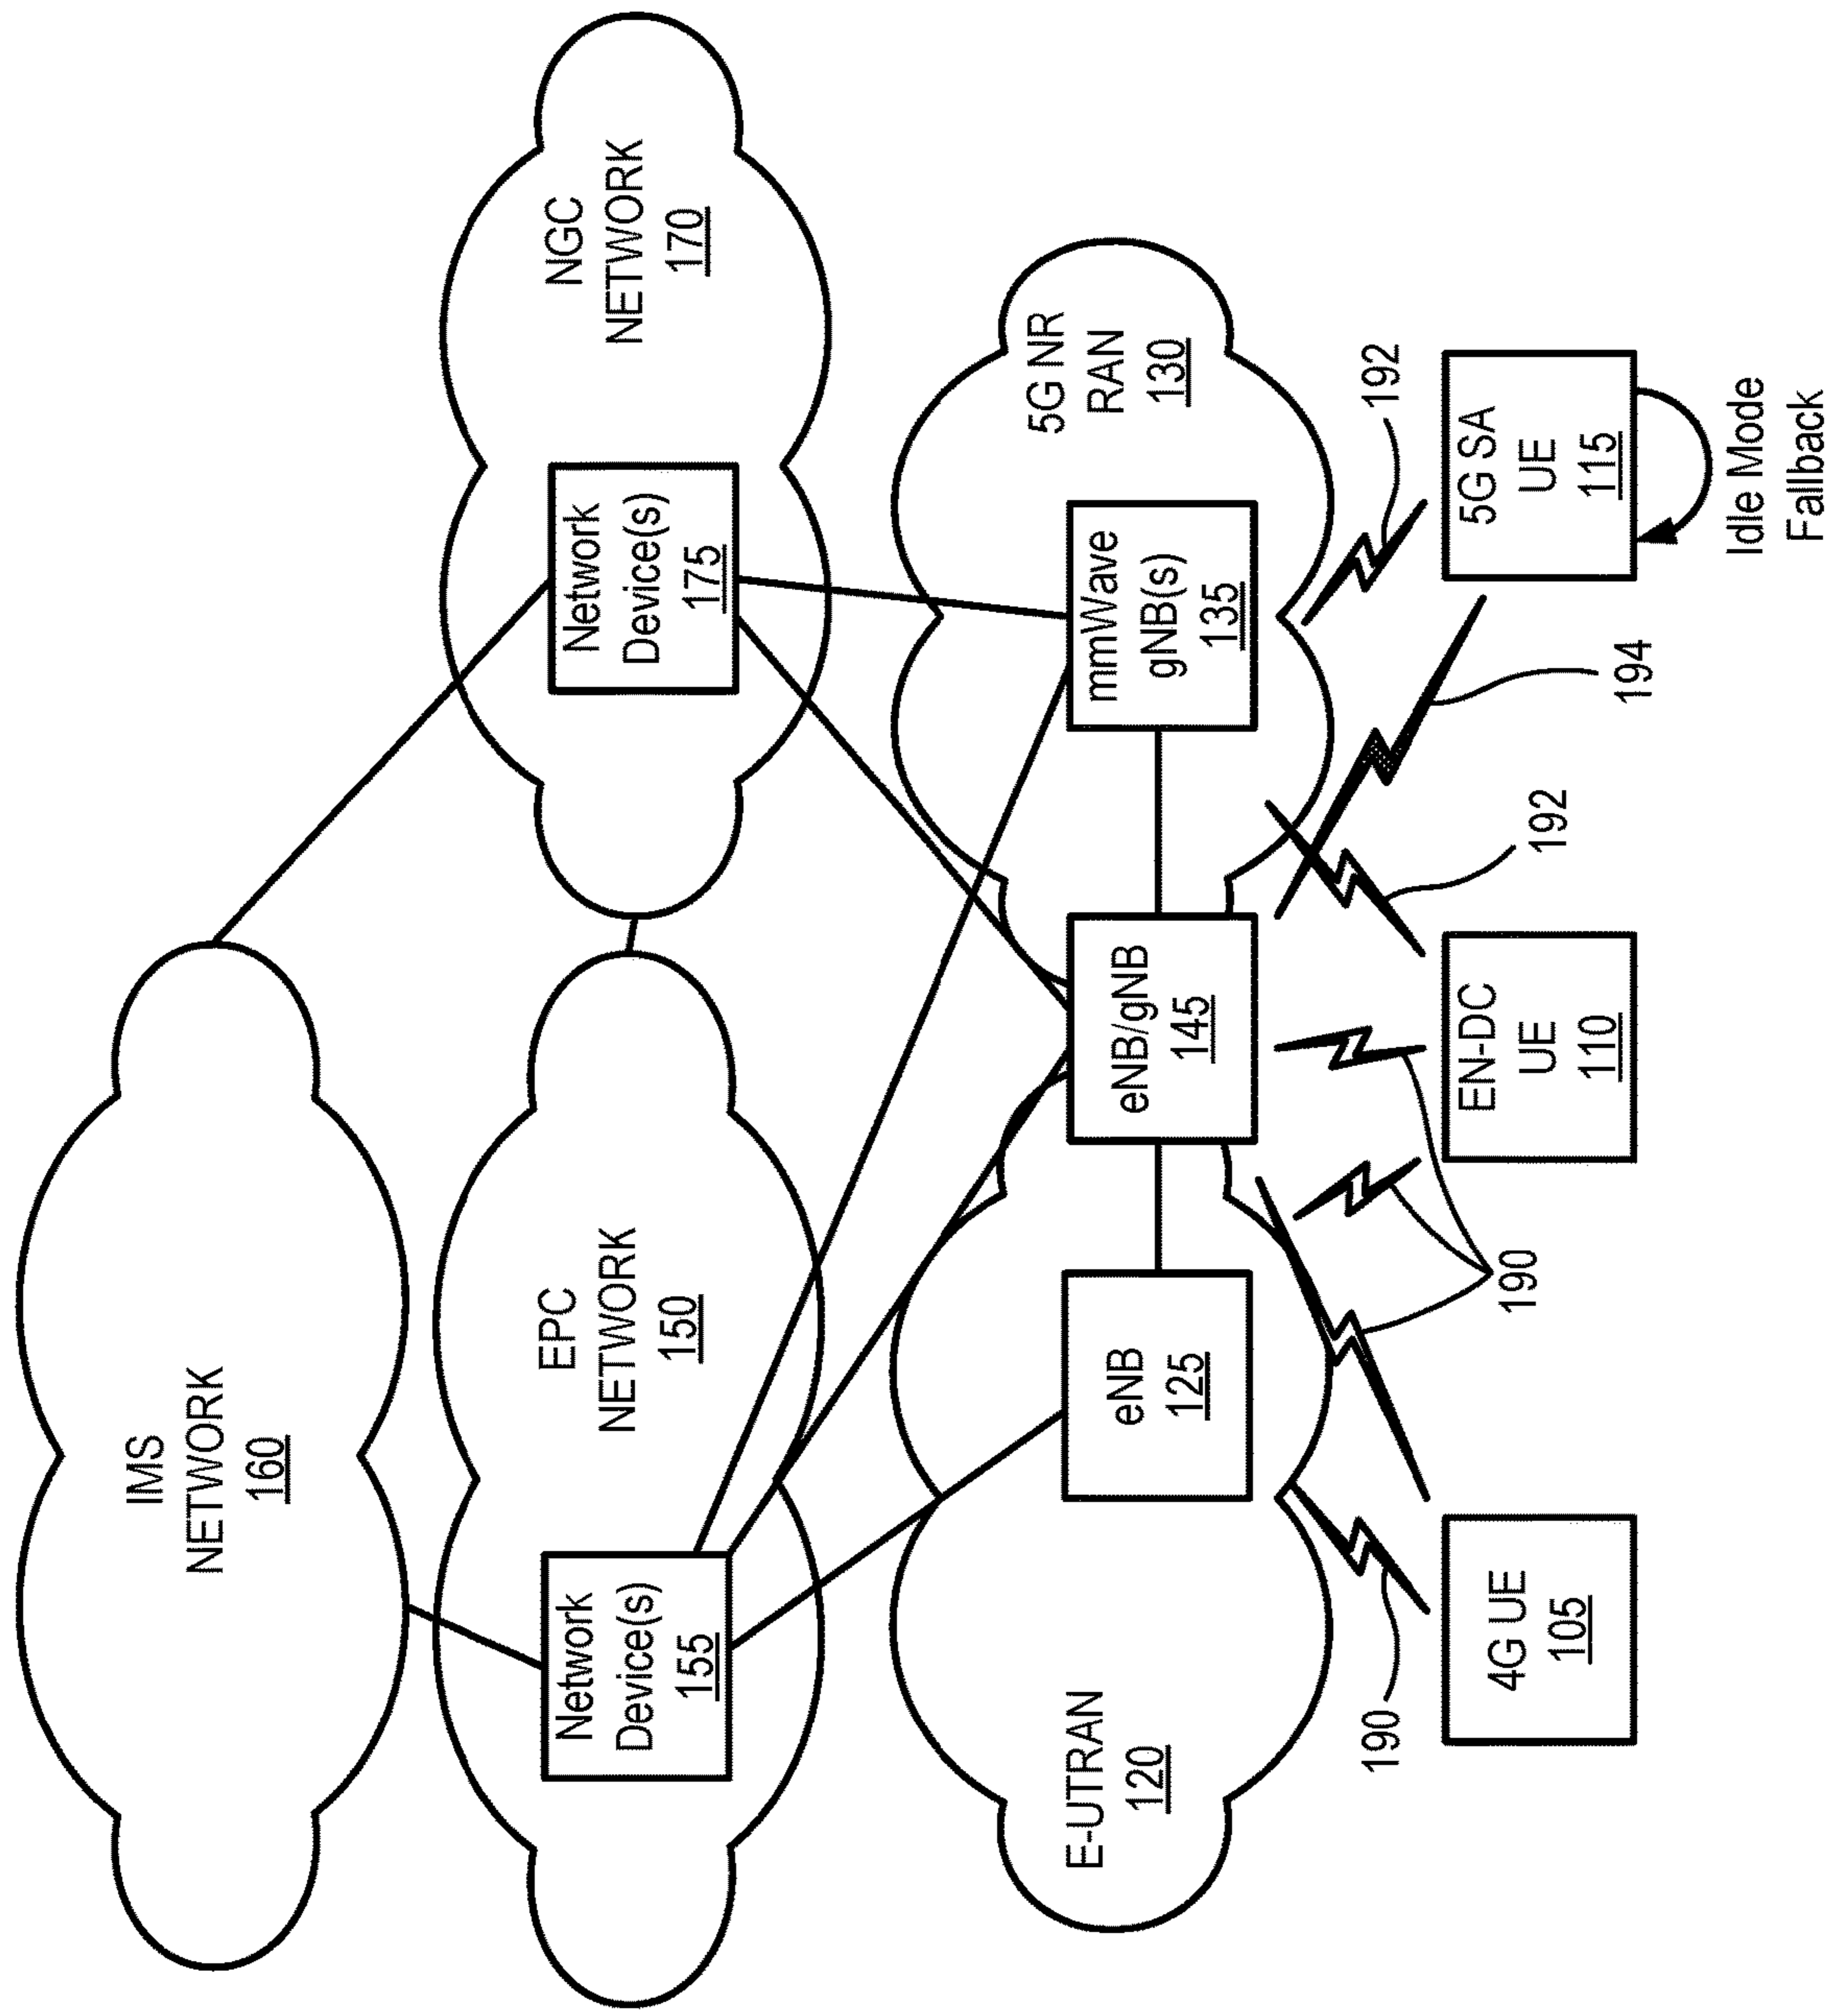 IMS
NETWORK
160
EPC
NETWORK
150
Network
Device(s)
155
NGC
NETWORK
170
Network
Device(s)
175
E-UTRAN
120
eNB
125
eNB/gNB
145
5G NR
RAN
130
mmWave
gNB(s)
135
190
190
192
194
192
4G UE
105
EN-DC
UE
110
5G SA
UE
115
Idle Mode
Fallback